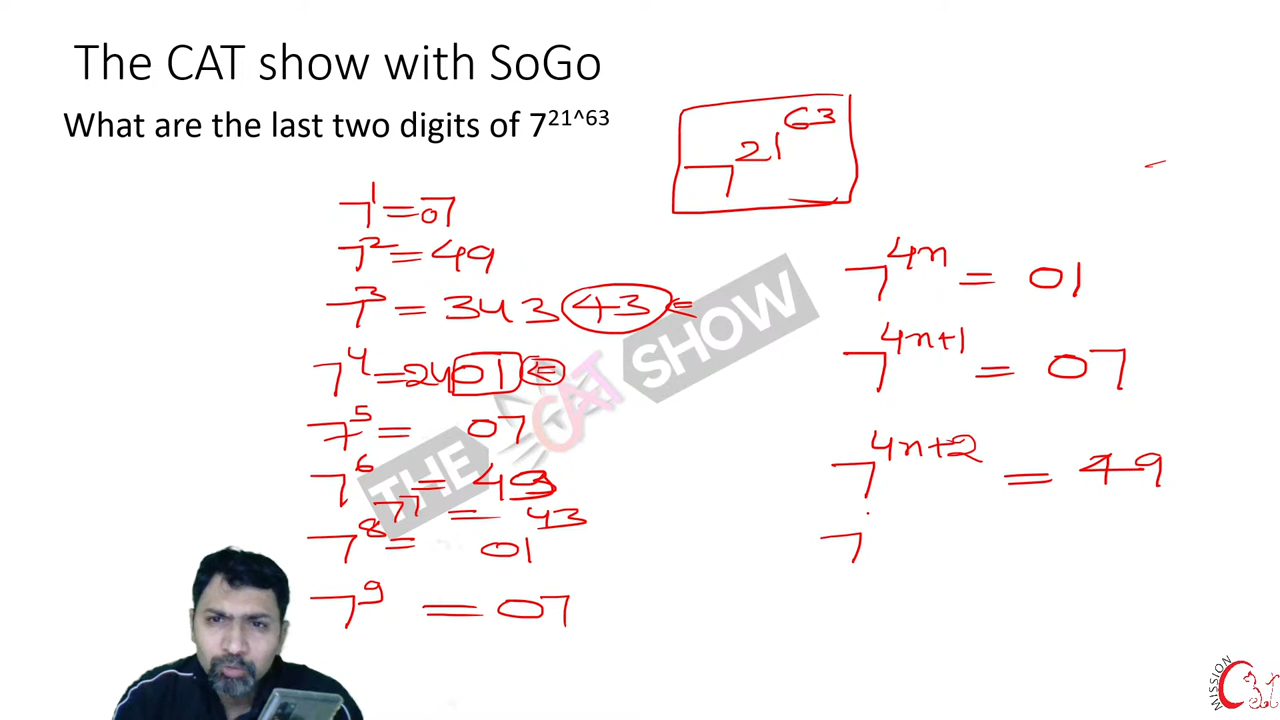 The CAT show with SoGo
What are the last two digits of 7^21^63
7^21^63
7^1 = 07
7^2 = 49
7^3 = 343 43 ⇐
7^4 = 2401 ⇐
7^5 = 07
7^6 = 49
7^7 = 43
7^8 = 01
7^9 = 07
7^4n = 01
7^4n+1 = 07
7^4n+2 = 49
7
THE CAT SHOW
MISSION